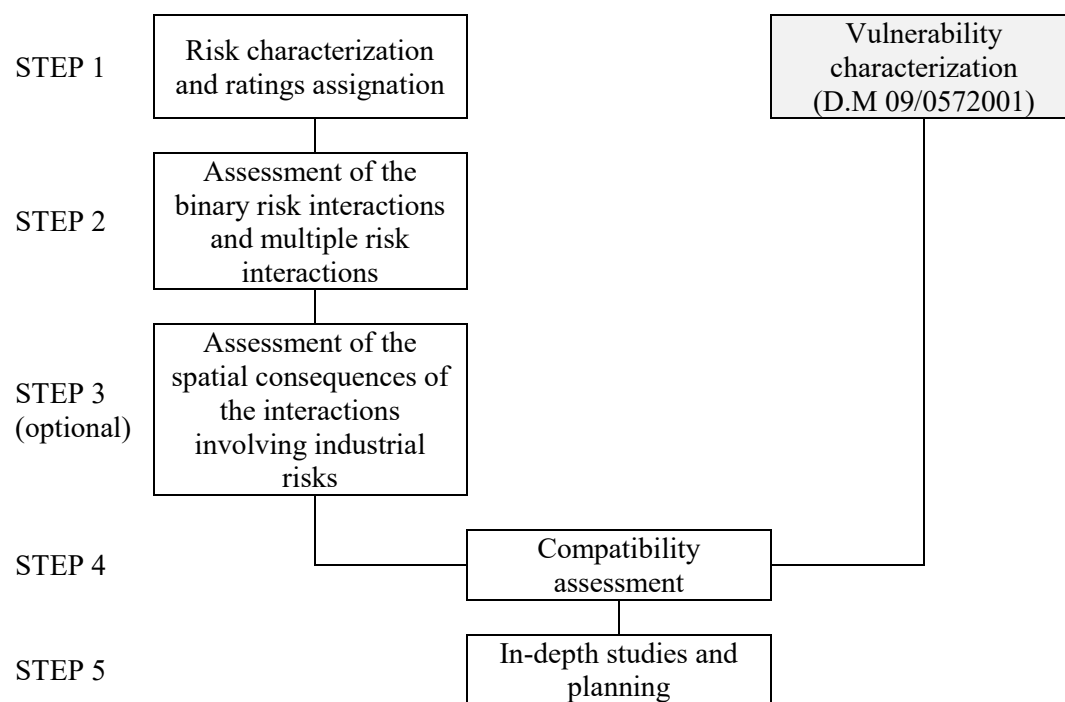 STEP 1
Risk characterization
and ratings assignation
Vulnerability
characterization
(D.M 09/0572001)
STEP 2
Assessment of the
binary risk interactions
and multiple risk
interactions
STEP 3
(optional)
Assessment of the
spatial consequences of
the interactions
involving industrial
risks
STEP 4
Compatibility
assessment
STEP 5
In-depth studies and
planning